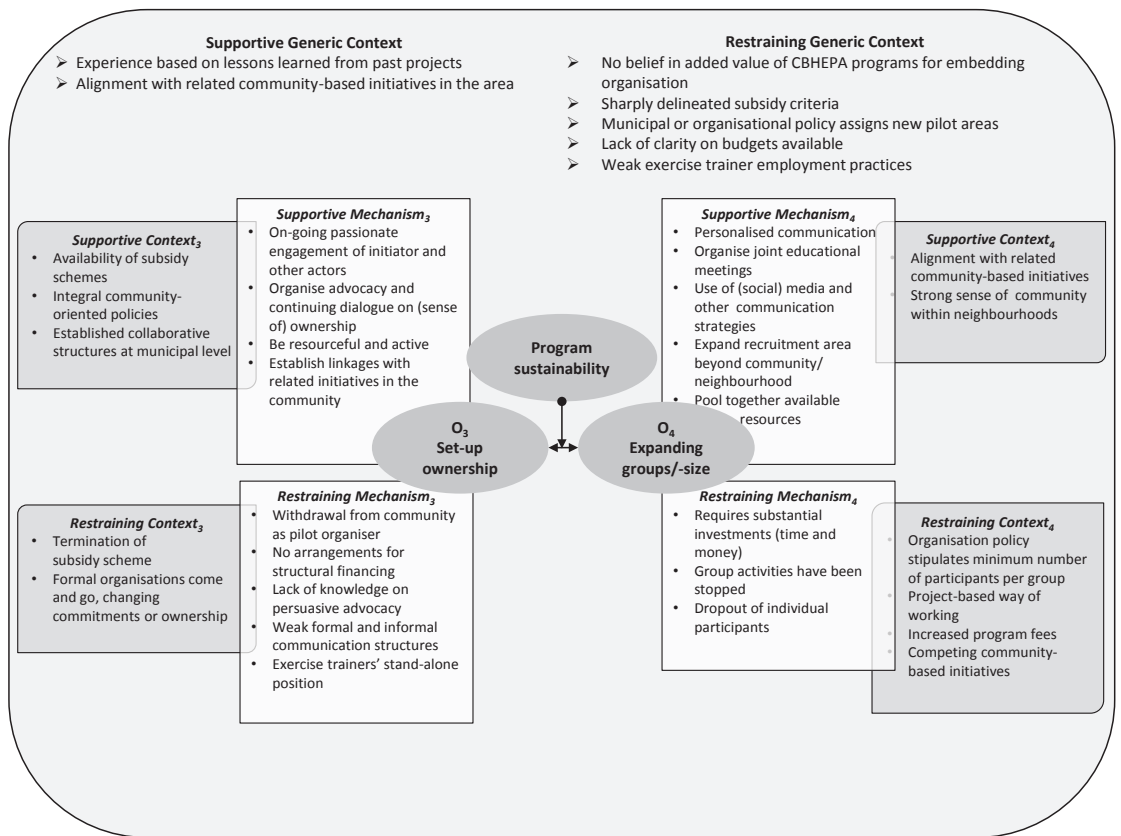 Supportive Generic Context
➢ Experience based on lessons learned from past projects
➢ Alignment with related community-based initiatives in the area
Restraining Generic Context
➢ No belief in added value of CBHEPA programs for embedding
organisation
➢ Sharply delineated subsidy criteria
➢ Municipal or organisational policy assigns new pilot areas
➢ Lack of clarity on budgets available
➢ Weak exercise trainer employment practices
Supportive Context₃
• Availability of subsidy
schemes
• Integral community-
oriented policies
• Established collaborative
structures at municipal level
Supportive Mechanism₃
• On-going passionate
engagement of initiator and
other actors
• Organise advocacy and
continuing dialogue on (sense
of) ownership
• Be resourceful and active
• Establish linkages with
related initiatives in the
community
Supportive Mechanism₄
• Personalised communication
• Organise joint educational
meetings
• Use of (social) media and
other communication
strategies
• Expand recruitment area
beyond community/
neighbourhood
• Pool together available
resources
Supportive Context₄
• Alignment with related
community-based initiatives
• Strong sense of community
within neighbourhoods
Program
sustainability
O₃
Set-up
ownership
O₄
Expanding
groups/-size
Restraining Context₃
• Termination of
subsidy scheme
• Formal organisations come
and go, changing
commitments or ownership
Restraining Mechanism₃
• Withdrawal from community
as pilot organiser
• No arrangements for
structural financing
• Lack of knowledge on
persuasive advocacy
• Weak formal and informal
communication structures
• Exercise trainers' stand-alone
position
Restraining Mechanism₄
• Requires substantial
investments (time and
money)
• Group activities have been
stopped
• Dropout of individual
participants
Restraining Context₄
• Organisation policy
stipulates minimum number
of participants per group
• Project-based way of
working
• Increased program fees
• Competing community-
based initiatives